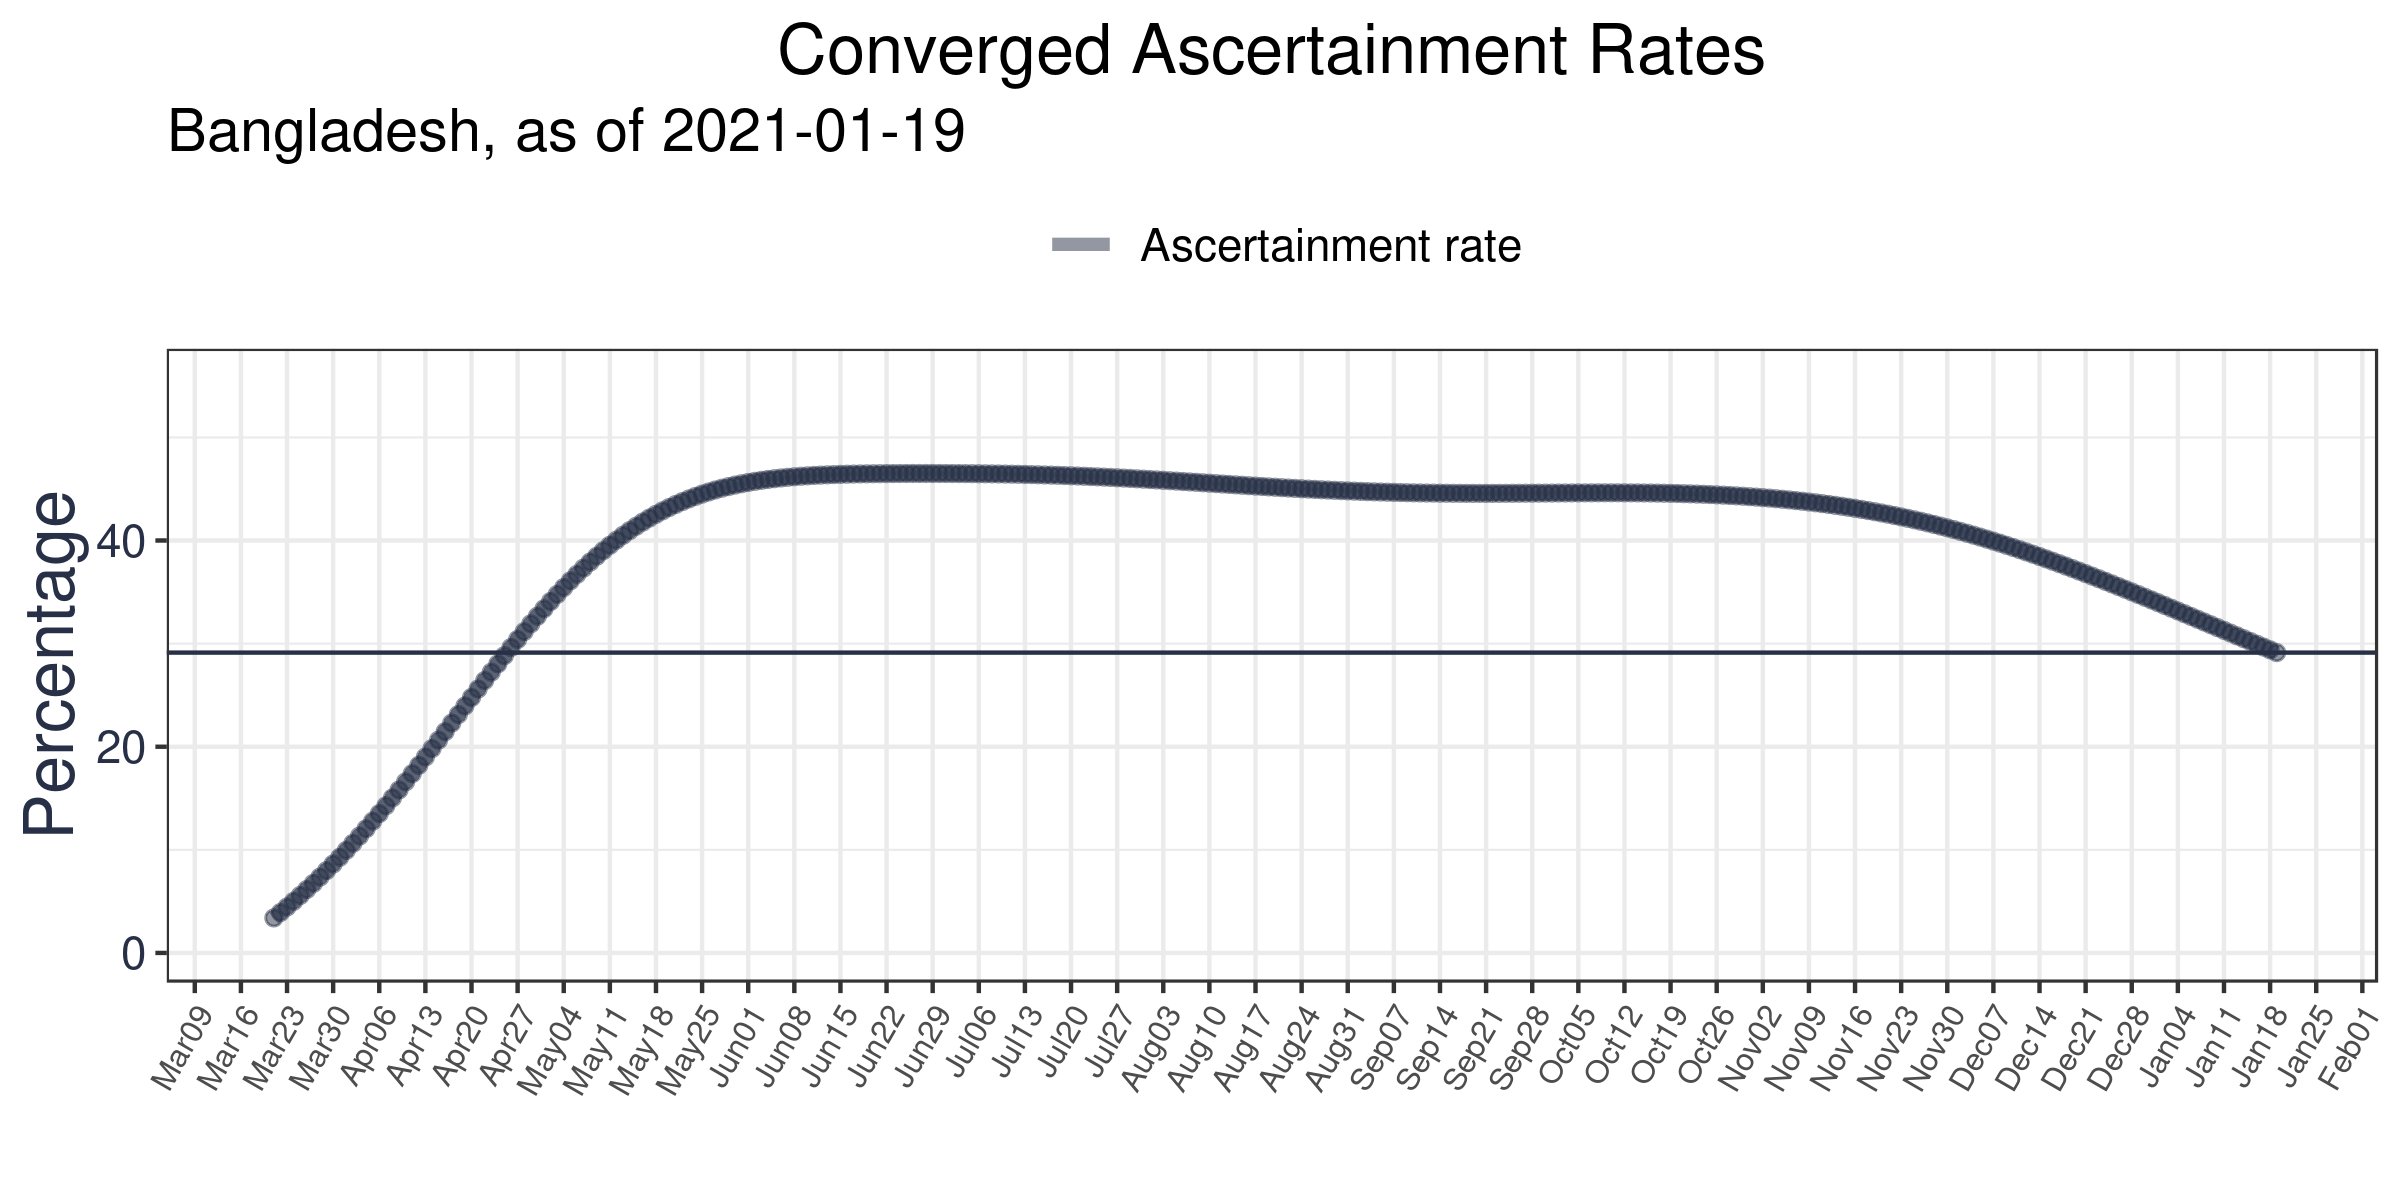 Converged Ascertainment Rates
Bangladesh, as of 2021-01-19
Ascertainment rate
Percentage
40
20
0
Mar09
Mar16
Mar23
Mar30
Apr06
Apr13
Apr20
Apr27
May04
May11
May18
May25
Jun01
Jun08
Jun15
Jun22
Jun29
Jul06
Jul13
Jul20
Jul27
Aug03
Aug10
Aug17
Aug24
Aug31
Sep07
Sep14
Sep21
Sep28
Oct05
Oct12
Oct19
Oct26
Nov02
Nov09
Nov16
Nov23
Nov30
Dec07
Dec14
Dec21
Dec28
Jan04
Jan11
Jan18
Jan25
Feb01